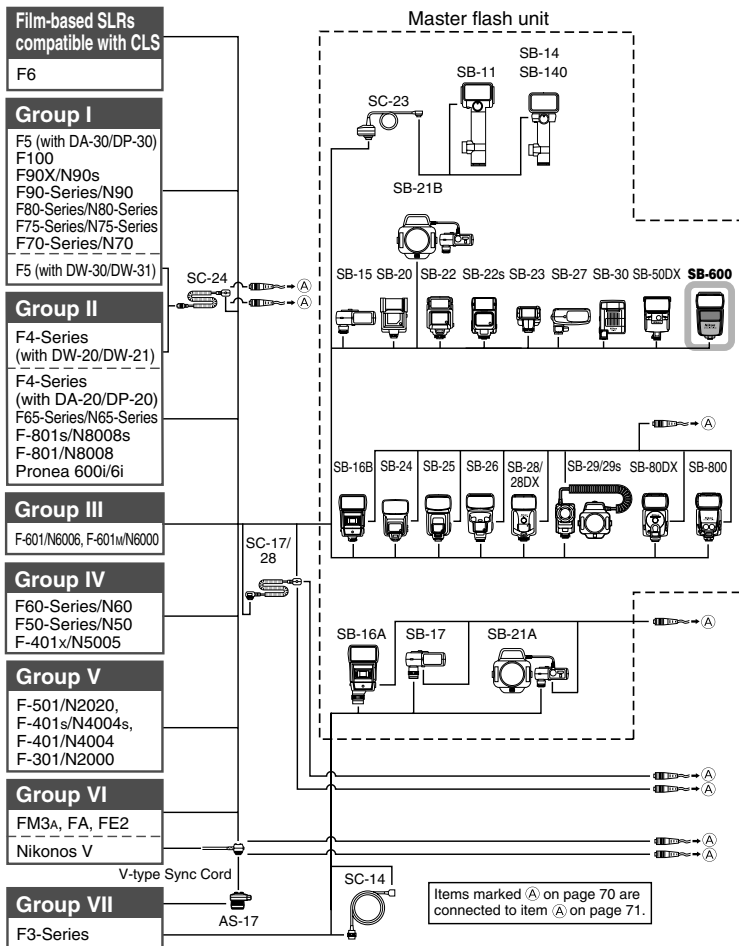 Film-based SLRs
compatible with CLS
F6
Group I
F5 (with DA-30/DP-30)
F100
F90X/N90s
F90-Series/N90
F80-Series/N80-Series
F75-Series/N75-Series
F70-Series/N70
F5 (with DW-30/DW-31)
Group II
F4-Series
(with DW-20/DW-21)
F4-Series
(with DA-20/DP-20)
F65-Series/N65-Series
F-801s/N8008s
F-801/N8008
Pronea 600i/6i
Group III
F-601/N6006, F-601M/N6000
Group IV
F60-Series/N60
F50-Series/N50
F-401x/N5005
Group V
F-501/N2020,
F-401s/N4004s,
F-401/N4004
F-301/N2000
Group VI
FM3A, FA, FE2
Nikonos V
V-type Sync Cord
Group VII
F3-Series
AS-17
SC-24
Ⓐ
Ⓐ
SC-17/
28
Master flash unit
SC-23
SB-11
SB-14
SB-140
SB-21B
SB-15 SB-20 SB-22 SB-22s SB-23 SB-27 SB-30 SB-50DX SB-600
Ⓐ
SB-16B SB-24 SB-25 SB-26 SB-28/
28DX
SB-29/29s SB-80DX SB-800
SB-16A SB-17 SB-21A
Ⓐ
Ⓐ
Ⓐ
Ⓐ
Ⓐ
SC-14
Items marked Ⓐ on page 70 are
connected to item Ⓐ on page 71.